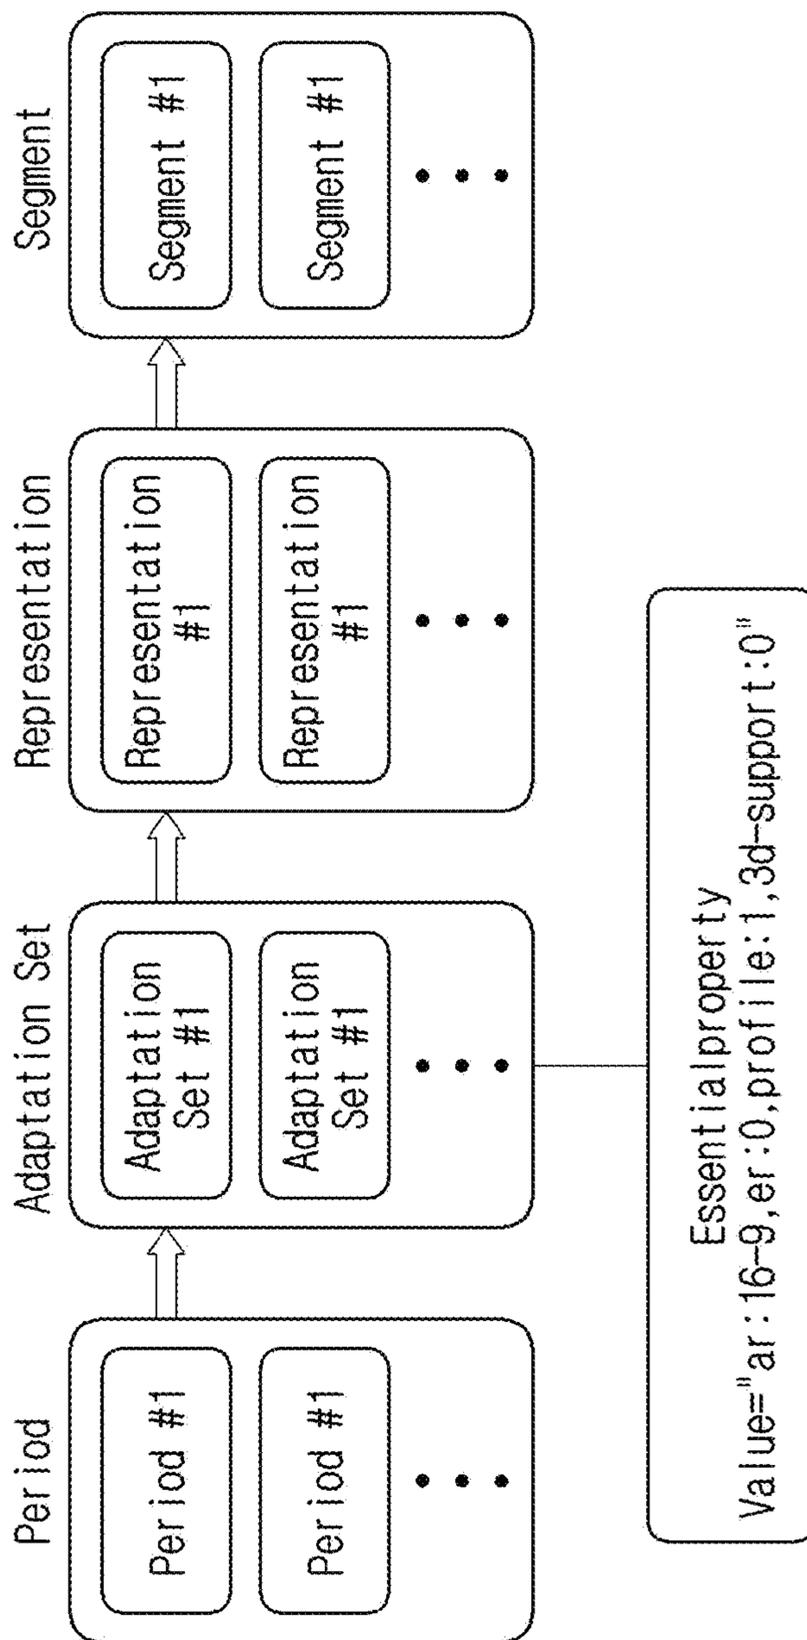 Period
Period #1
Period #1
Adaptation Set
Adaptation
Set #1
Adaptation
Set #1
Representation
Representation
#1
Representation
#1
Segment
Segment #1
Segment #1
Essentialproperty
Value="ar:16-9,er:0,profile:1,3d-support:0"